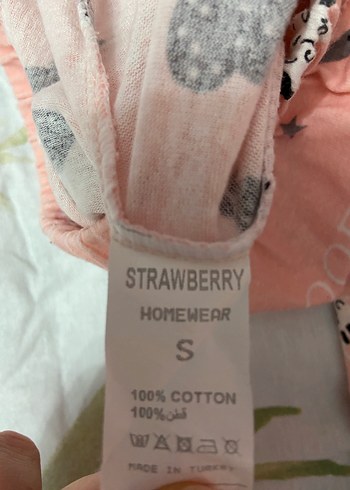 STRAWBERRY
HOMEWEAR
S
100% COTTON
100% قطن
MADE IN TURKEY